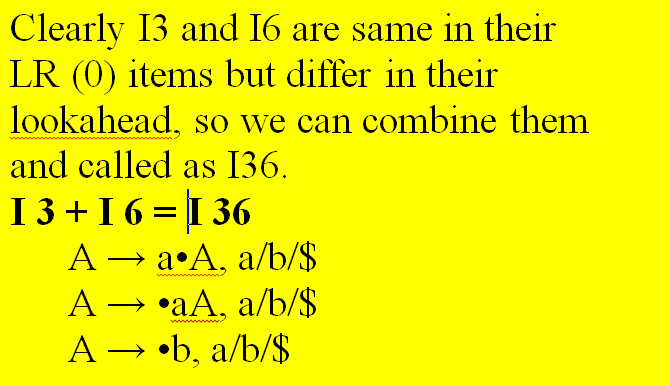 Clearly I3 and I6 are same in their
LR (0) items but differ in their
lookahead, so we can combine them
and called as I36.
I 3 + I 6 = I 36
A → a•A, a/b/$
A → •aA, a/b/$
A → •b, a/b/$